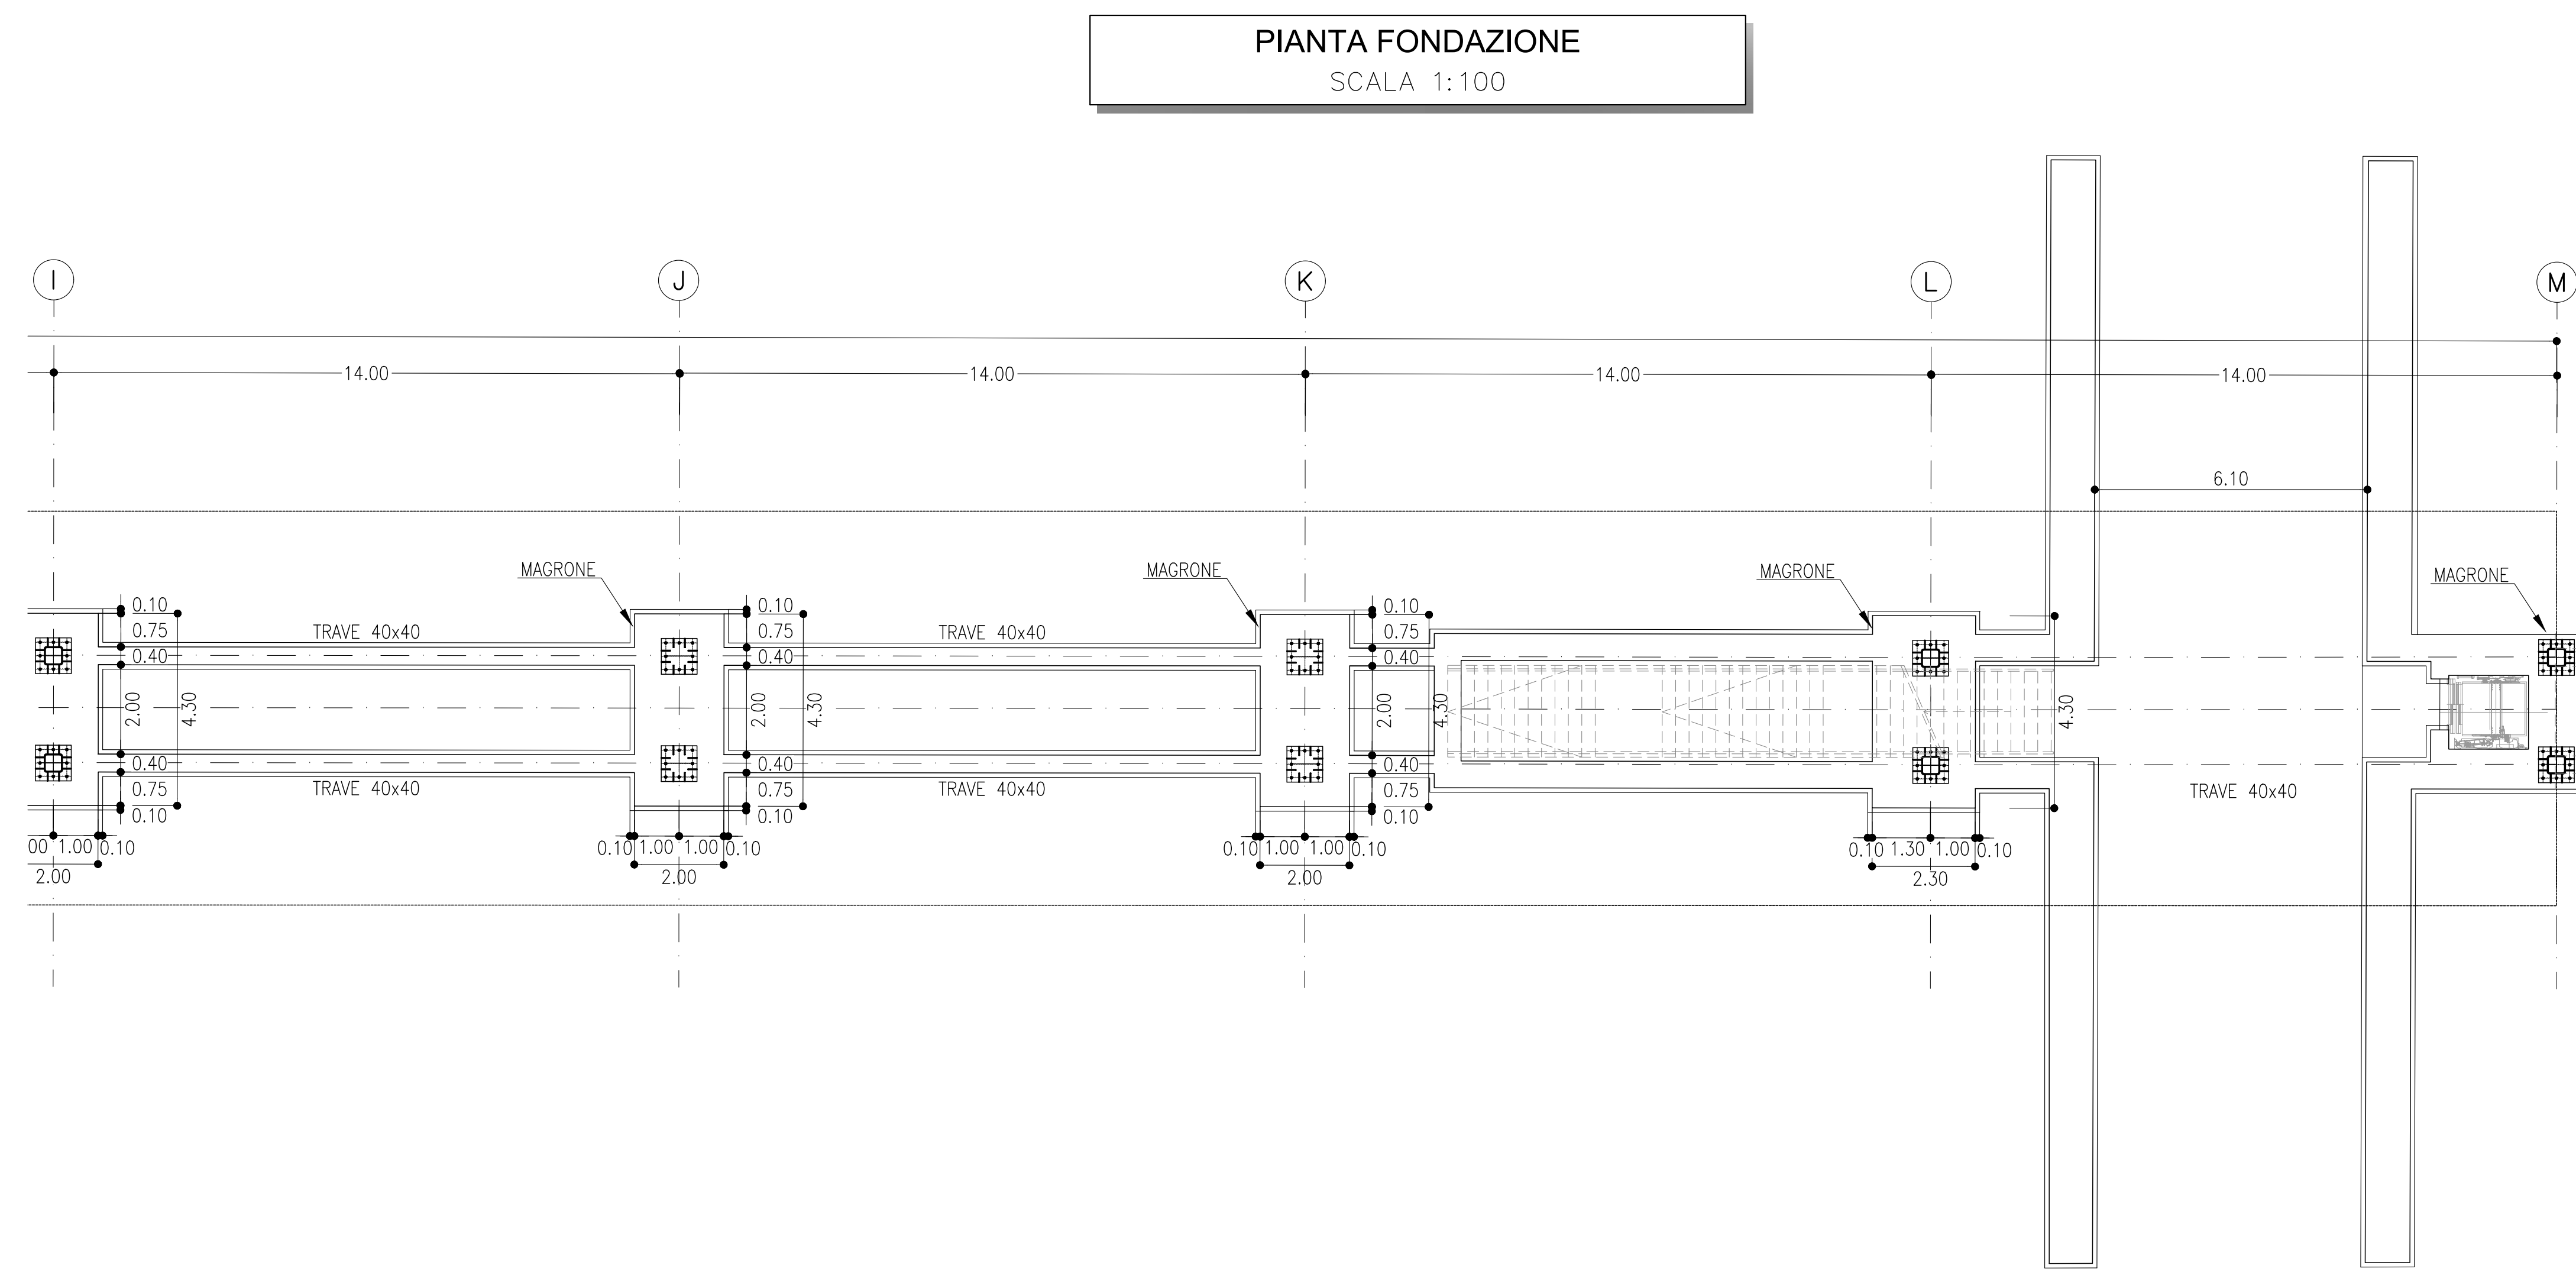 PIANTA FONDAZIONE
SCALA 1:100
I J K L M
14.00 14.00 14.00 14.00
6.10
MAGRONE MAGRONE MAGRONE MAGRONE
0.10 0.10 0.10
0.75 TRAVE 40x40 0.75 TRAVE 40x40 0.75
0.40 0.40 0.40
2.00 4.30 2.00 4.30 2.00 4.30 4.30
0.40 0.40 0.40
0.75 TRAVE 40x40 0.75 TRAVE 40x40 0.75 TRAVE 40x40
0.10 0.10 0.10
00 1.00 0.10 0.10 1.00 1.00 0.10 0.10 1.00 1.00 0.10 0.10 1.30 1.00 0.10
2.00 2.00 2.00 2.30